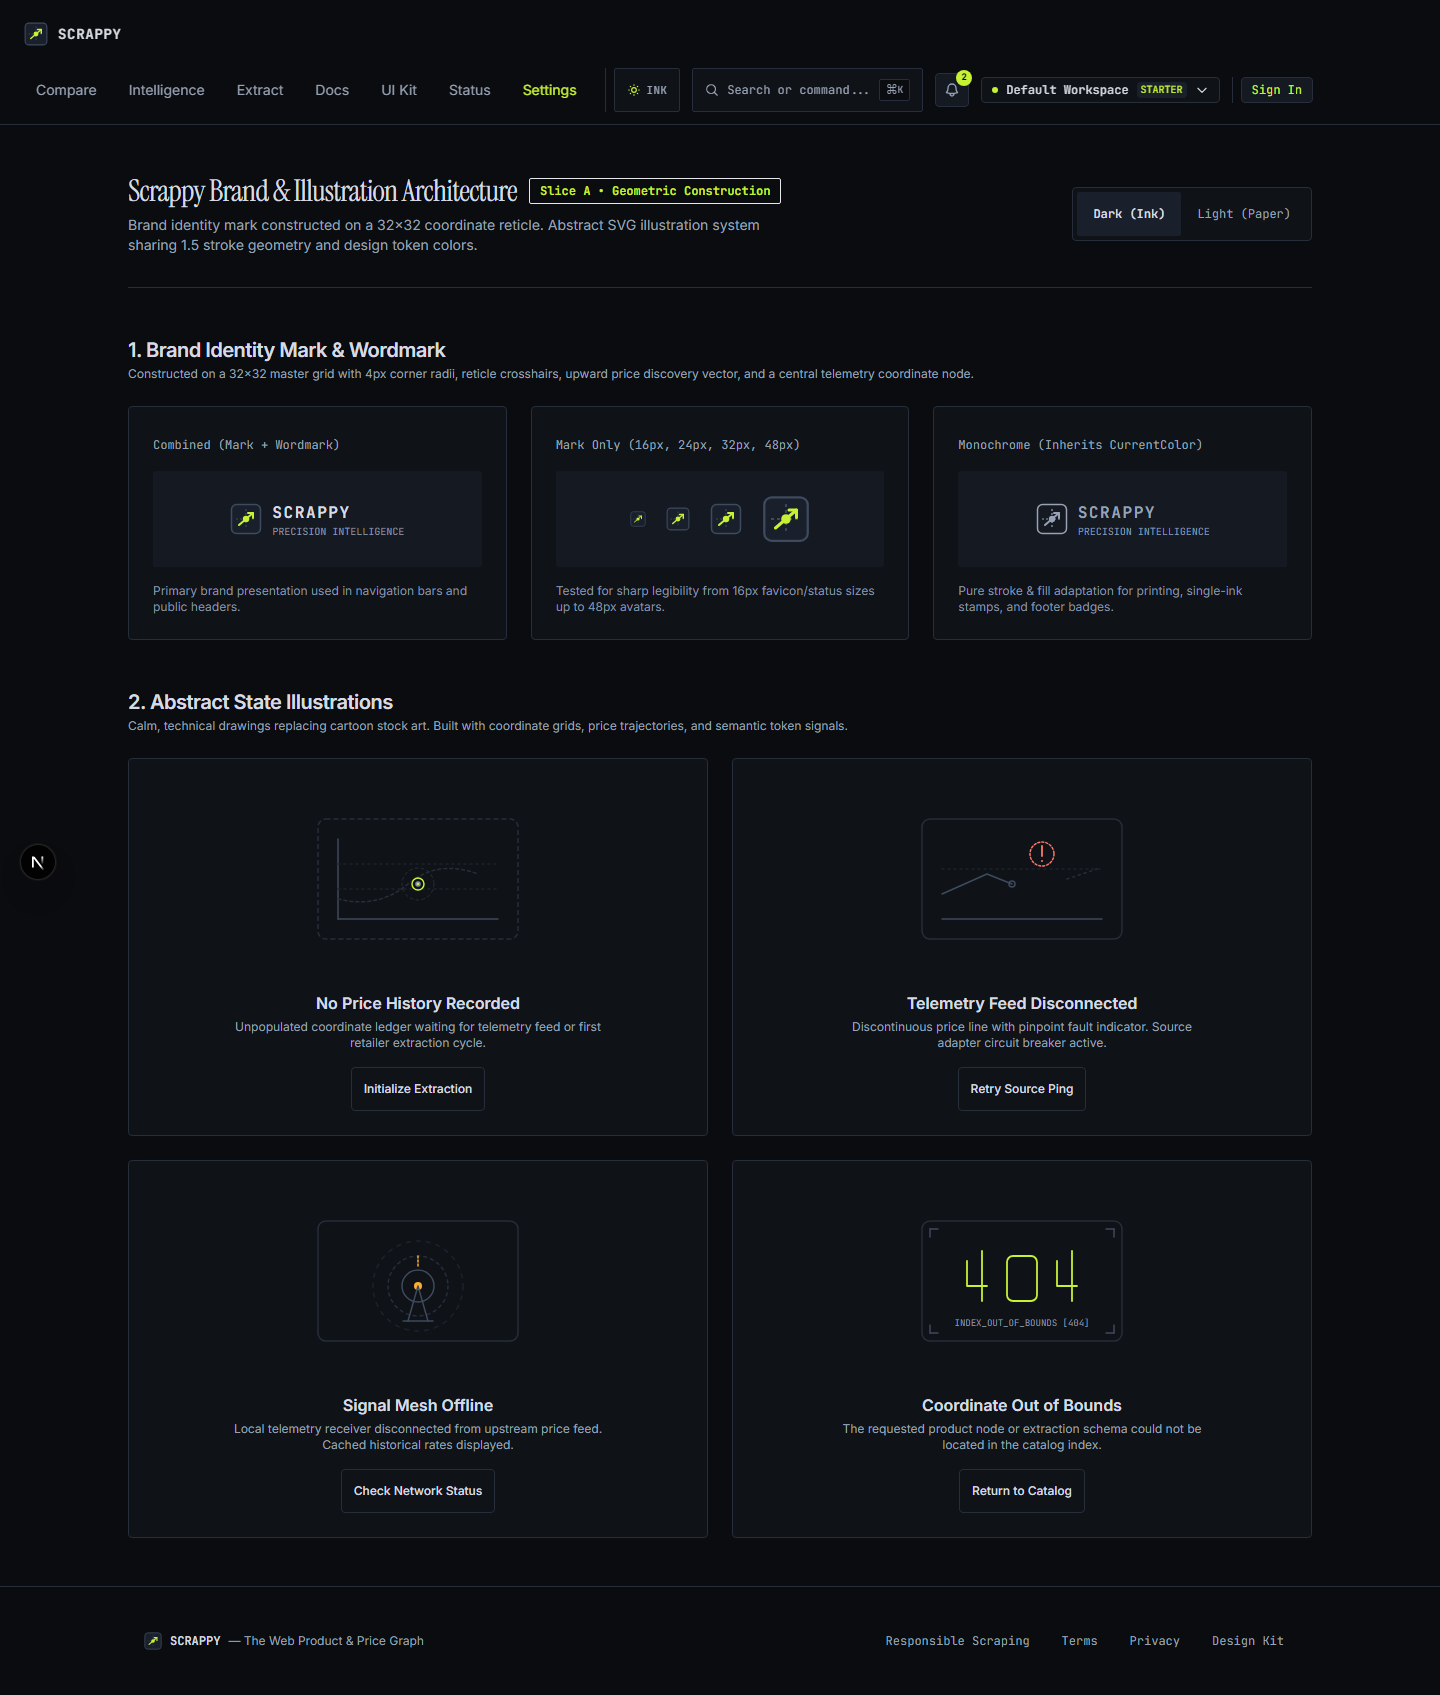 SCRAPPY
Compare
Intelligence
Extract
Docs
UI Kit
Status
Settings
INK
Search or command...
⌘K
2
Default Workspace
STARTER
Sign In
Scrappy Brand & Illustration Architecture
Slice A • Geometric Construction
Brand identity mark constructed on a 32×32 coordinate reticle. Abstract SVG illustration system
sharing 1.5 stroke geometry and design token colors.
Dark (Ink)
Light (Paper)
1. Brand Identity Mark & Wordmark
Constructed on a 32×32 master grid with 4px corner radii, reticle crosshairs, upward price discovery vector, and a central telemetry coordinate node.
Combined (Mark + Wordmark)
SCRAPPY
PRECISION INTELLIGENCE
Primary brand presentation used in navigation bars and
public headers.
Mark Only (16px, 24px, 32px, 48px)
Tested for sharp legibility from 16px favicon/status sizes
up to 48px avatars.
Monochrome (Inherits CurrentColor)
SCRAPPY
PRECISION INTELLIGENCE
Pure stroke & fill adaptation for printing, single-ink
stamps, and footer badges.
2. Abstract State Illustrations
Calm, technical drawings replacing cartoon stock art. Built with coordinate grids, price trajectories, and semantic token signals.
No Price History Recorded
Unpopulated coordinate ledger waiting for telemetry feed or first
retailer extraction cycle.
Initialize Extraction
Telemetry Feed Disconnected
Discontinuous price line with pinpoint fault indicator. Source
adapter circuit breaker active.
Retry Source Ping
N
Signal Mesh Offline
Local telemetry receiver disconnected from upstream price feed.
Cached historical rates displayed.
Check Network Status
404
INDEX_OUT_OF_BOUNDS [404]
Coordinate Out of Bounds
The requested product node or extraction schema could not be
located in the catalog index.
Return to Catalog
SCRAPPY — The Web Product & Price Graph
Responsible Scraping
Terms
Privacy
Design Kit